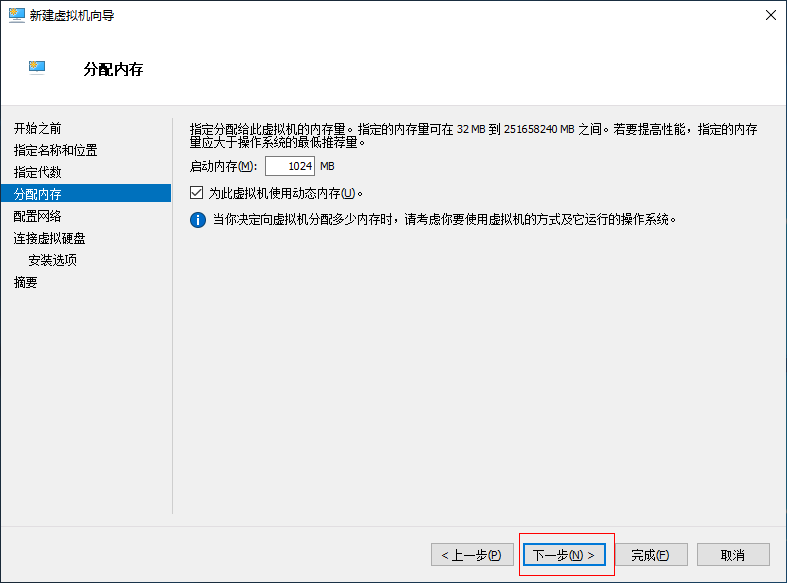 新建虚拟机向导
分配内存
开始之前
指定名称和位置
指定代数
分配内存
配置网络
连接虚拟硬盘
安装选项
摘要
指定分配给此虚拟机的内存量。指定的内存量可在 32 MB 到 251658240 MB 之间。若要提高性能，指定的内存
量应大于操作系统的最低推荐量。
启动内存(M): 1024 MB
为此虚拟机使用动态内存(U)。
当你决定向虚拟机分配多少内存时，请考虑你要使用虚拟机的方式及它运行的操作系统。
< 上一步(P) 下一步(N) > 完成(F) 取消